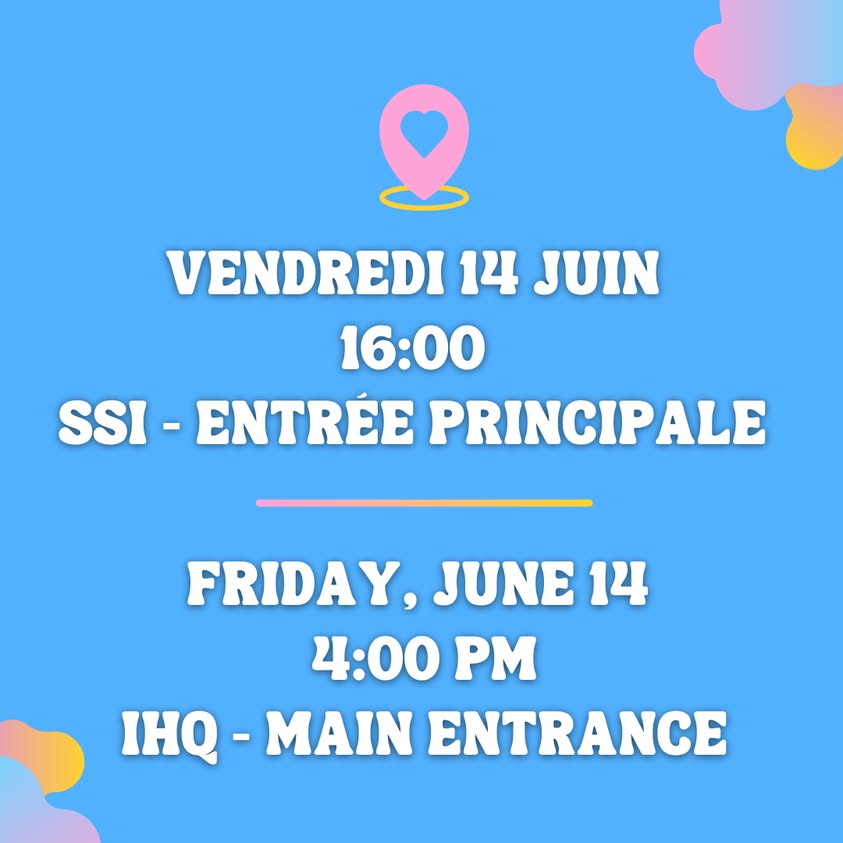 VENDREDI 14 JUIN
16:00
SSI - ENTRÉE PRINCIPALE
FRIDAY, JUNE 14
4:00 PM
IHQ - MAIN ENTRANCE